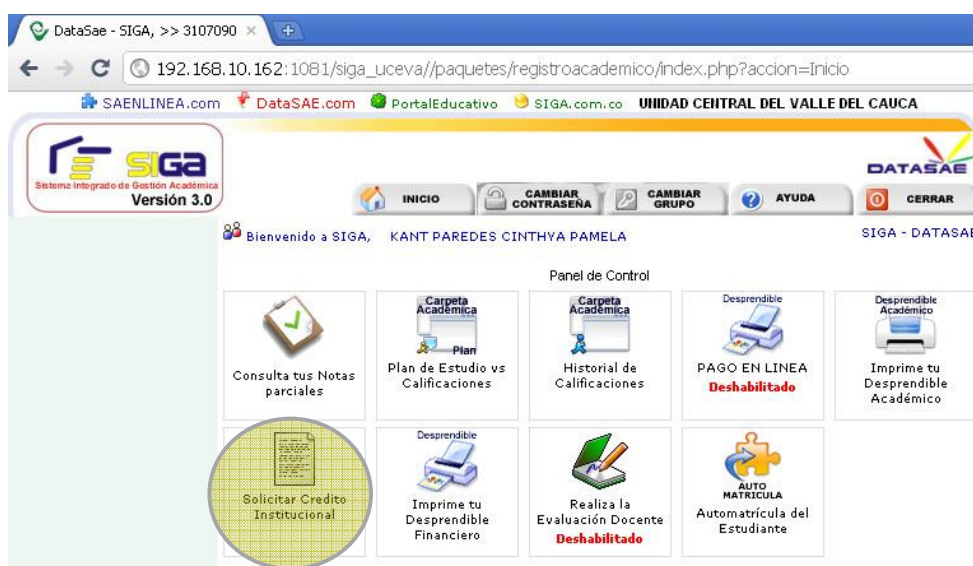 DataSae - SIGA, >> 3107090
192.168.10.162:1081/siga_uceva//paquetes/registroacademico/index.php?accion=Inicio
SAENLINEA.com DataSAE.com PortalEducativo SIGA.com.co UNIDAD CENTRAL DEL VALLE DEL CAUCA
SIGA
Sistema Integrado de Gestión Académica
Versión 3.0
DATASAE
INICIO CAMBIAR CONTRASEÑA CAMBIAR GRUPO AYUDA CERRAR
Bienvenido a SIGA, KANT PAREDES CINTHYA PAMELA SIGA - DATASAE
Panel de Control
Consulta tus Notas
parciales
Carpeta
Académica
Plan
Plan de Estudio vs
Calificaciones
Carpeta
Académica
Historial de
Calificaciones
Desprendible
PAGO EN LINEA
Deshabilitado
Desprendible
Académico
Imprime tu
Desprendible
Académico
Solicitar Credito
Institucional
Desprendible
Imprime tu
Desprendible
Financiero
Realiza la
Evaluación Docente
Deshabilitado
AUTO
MATRICULA
Automatrícula del
Estudiante